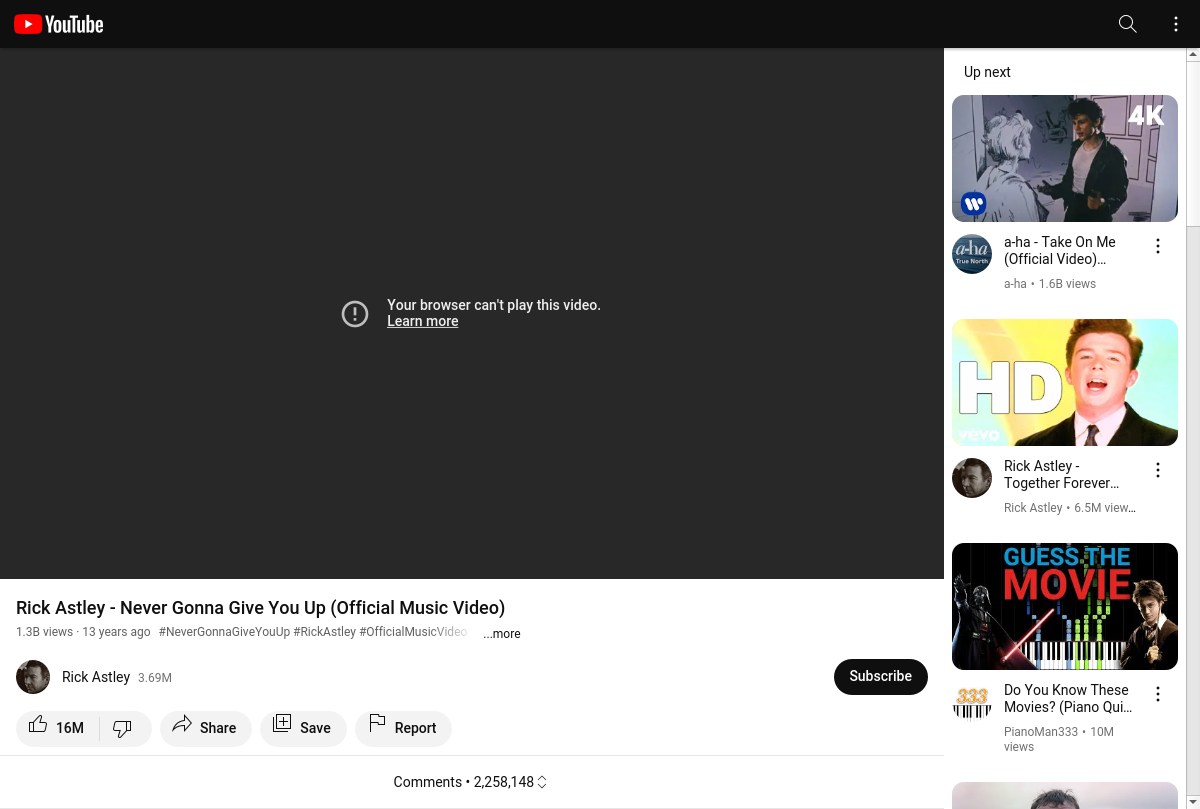 YouTube
Your browser can't play this video.
Learn more
Rick Astley - Never Gonna Give You Up (Official Music Video)
1.3B views · 13 years ago #NeverGonnaGiveYouUp #RickAstley #OfficialMusicVideo ...more
Rick Astley 3.69M
Subscribe
16M
Share
Save
Report
Comments • 2,258,148
Up next
4K
a-ha
True North
a-ha - Take On Me
(Official Video)…
a-ha • 1.6B views
HD
vevo
Rick Astley -
Together Forever…
Rick Astley • 6.5M view…
GUESS THE
MOVIE
333
Do You Know These
Movies? (Piano Qui…
PianoMan333 • 10M
views